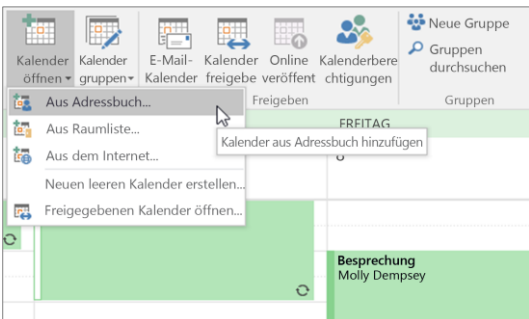 Kalender öffnen
Kalender gruppen
E-Mail-Kalender
Kalender freigebe
Online veröffent
Kalenderbere chtigungen
Neue Gruppe
Gruppen durchsuchen
Freigeben
Gruppen
Aus Adressbuch...
Aus Raumliste...
Aus dem Internet...
Neuen leeren Kalender erstellen...
Freigegebenen Kalender öffnen...
Kalender aus Adressbuch hinzufügen
FREITAG
Besprechung
Molly Dempsey